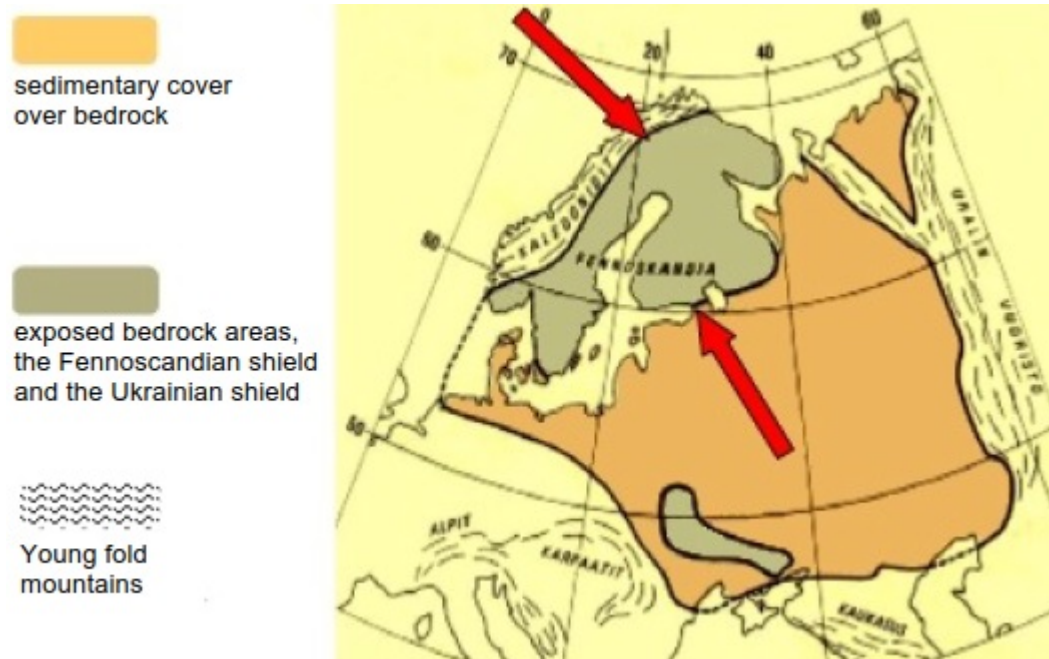 sedimentary cover
over bedrock
exposed bedrock areas,
the Fennoscandian shield
and the Ukrainian shield
Young fold
mountains
0
20
40
60
70
60
50
KALEDONIDIT
FENNOSKANDIA
URALIN
VUORISTO
ALPIT
KARPAATIT
KAUKASUS